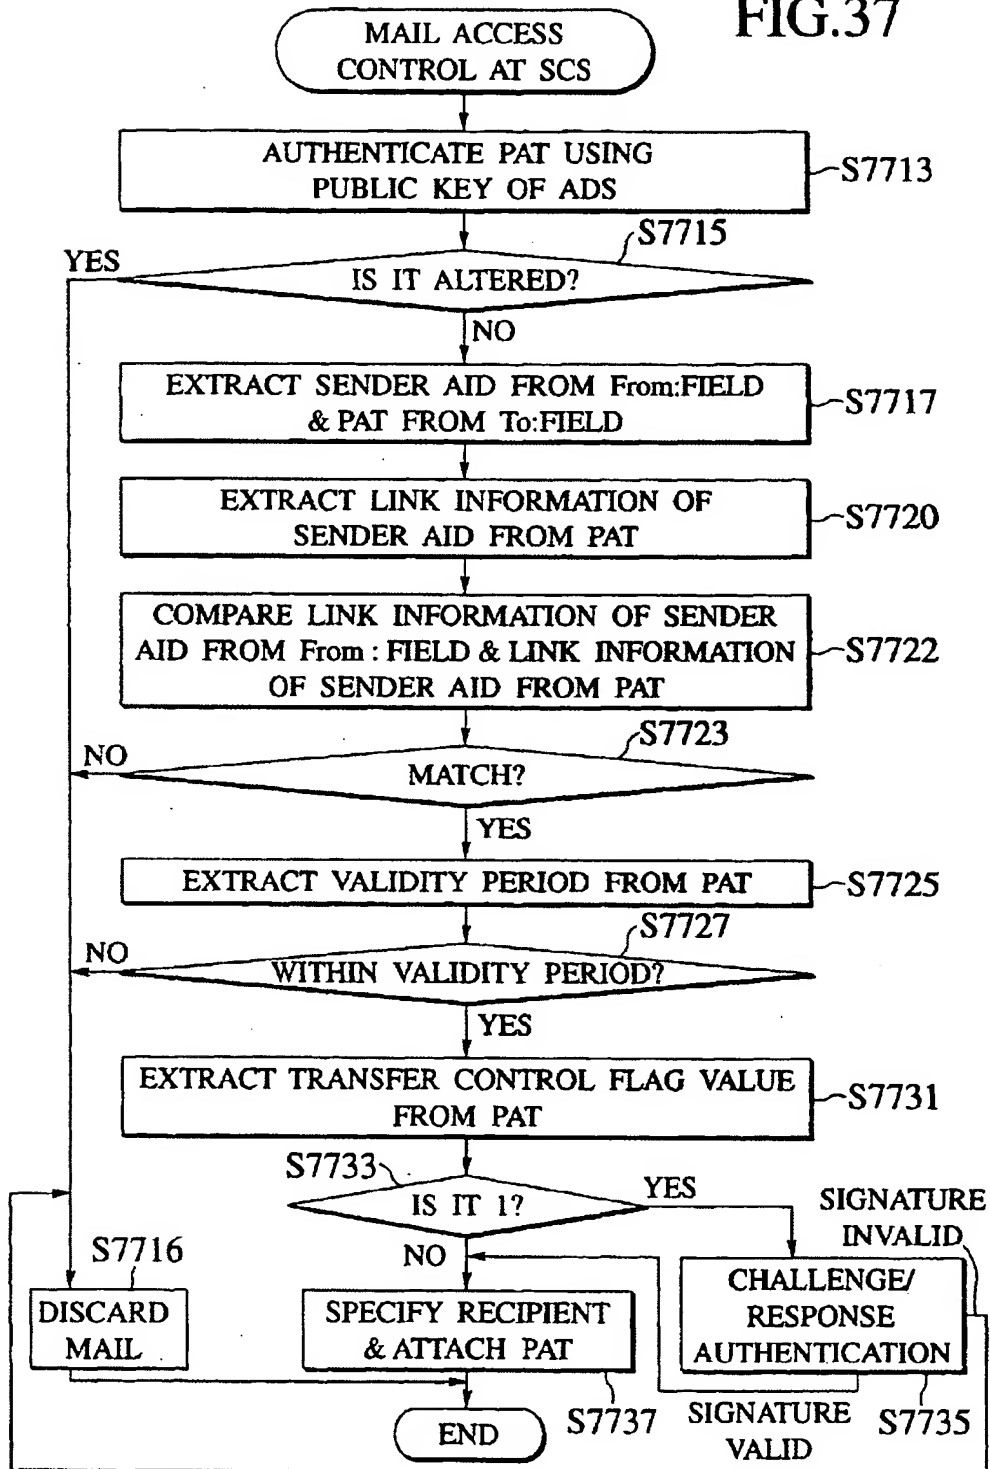 FIG.37
MAIL ACCESS
CONTROL AT SCS
AUTHENTICATE PAT USING
PUBLIC KEY OF ADS
S7713
S7715
YES
IS IT ALTERED?
NO
EXTRACT SENDER AID FROM From:FIELD
& PAT FROM To:FIELD
S7717
EXTRACT LINK INFORMATION OF
SENDER AID FROM PAT
S7720
COMPARE LINK INFORMATION OF SENDER
AID FROM From : FIELD & LINK INFORMATION
OF SENDER AID FROM PAT
S7722
S7723
NO
MATCH?
YES
EXTRACT VALIDITY PERIOD FROM PAT
S7725
S7727
NO
WITHIN VALIDITY PERIOD?
YES
EXTRACT TRANSFER CONTROL FLAG VALUE
FROM PAT
S7731
S7733
IS IT 1?
YES
SIGNATURE
INVALID
NO
S7716
DISCARD
MAIL
SPECIFY RECIPIENT
& ATTACH PAT
CHALLENGE/
RESPONSE
AUTHENTICATION
S7737
SIGNATURE
VALID
S7735
END